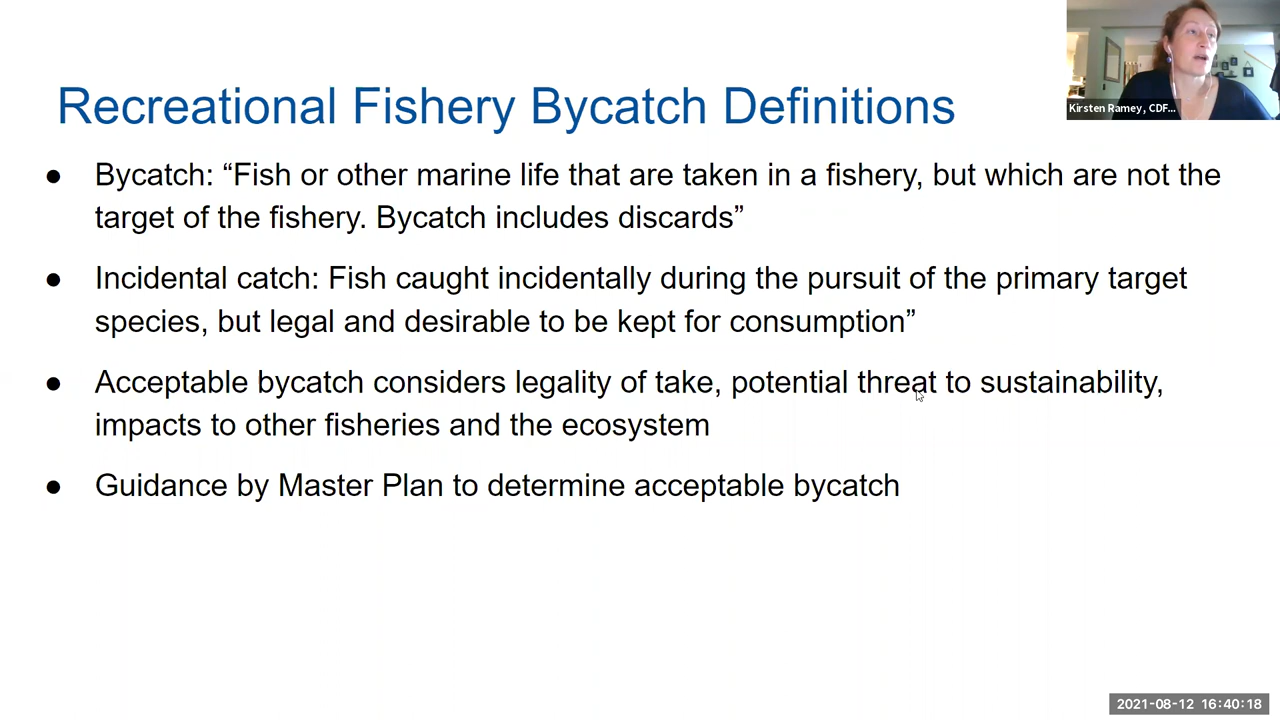 Recreational Fishery Bycatch Definitions
Kirsten Ramey, CDF...
● Bycatch: “Fish or other marine life that are taken in a fishery, but which are not the
target of the fishery. Bycatch includes discards”
● Incidental catch: Fish caught incidentally during the pursuit of the primary target
species, but legal and desirable to be kept for consumption”
● Acceptable bycatch considers legality of take, potential threat to sustainability,
impacts to other fisheries and the ecosystem
● Guidance by Master Plan to determine acceptable bycatch
2021-08-12 16:40:18